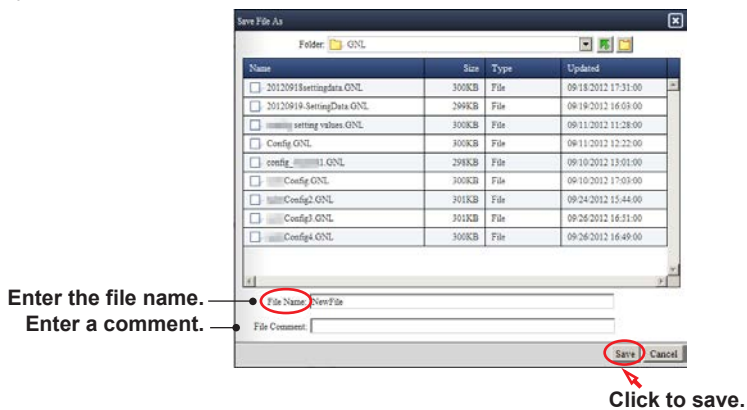 Save File As
Folder: GNL
Name Size Type Updated
20120918settingdata.GNL 300KB File 09/18/2012 17:31:00
20120919-SettingData.GNL 299KB File 09/19/2012 16:03:00
setting values.GNL 300KB File 09/11/2012 11:28:00
Config.GNL 300KB File 09/11/2012 12:22:00
config_ 1.GNL 298KB File 09/10/2012 13:01:00
Config.GNL 300KB File 09/10/2012 17:03:00
Config2.GNL 301KB File 09/24/2012 15:44:00
Config3.GNL 301KB File 09/26/2012 16:51:00
Config4.GNL 300KB File 09/26/2012 16:49:00
Enter the file name. File Name: NewFile
Enter a comment. File Comment:
Save Cancel
Click to save.